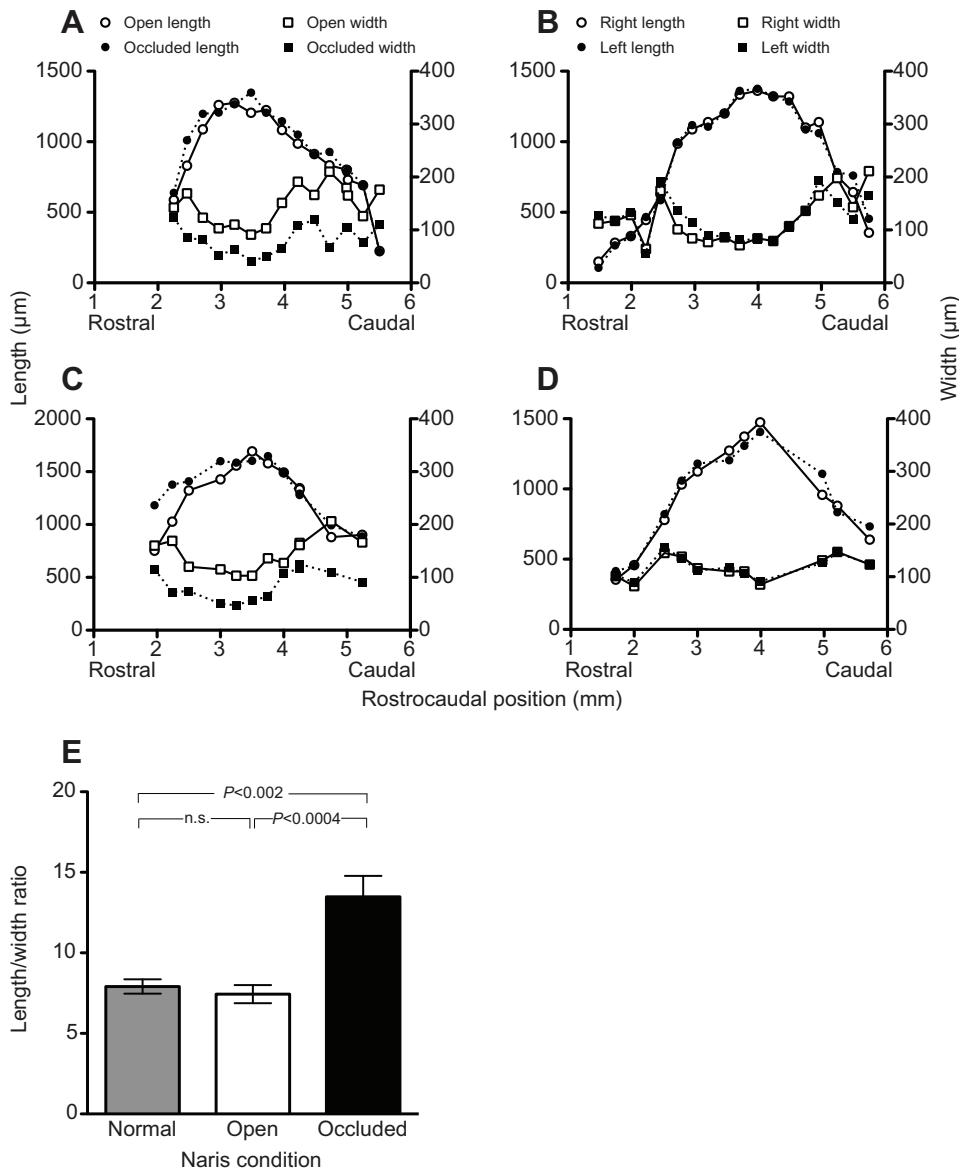 A
Open length
Open width
Occluded length
Occluded width
B
Right length
Right width
Left length
Left width
1500
1000
500
0
400
300
200
100
0
1 2 3 4 5 6
Rostral Caudal
1500
1000
500
0
400
300
200
100
0
1 2 3 4 5 6
Rostral Caudal
Length (µm)
Width (µm)
C
2000
1500
1000
500
0
400
300
200
100
0
1 2 3 4 5 6
Rostral Caudal
D
1500
1000
500
0
400
300
200
100
0
1 2 3 4 5 6
Rostral Caudal
Rostrocaudal position (mm)
E
20
15
10
5
0
Length/width ratio
P<0.002
n.s.
P<0.0004
Normal Open Occluded
Naris condition